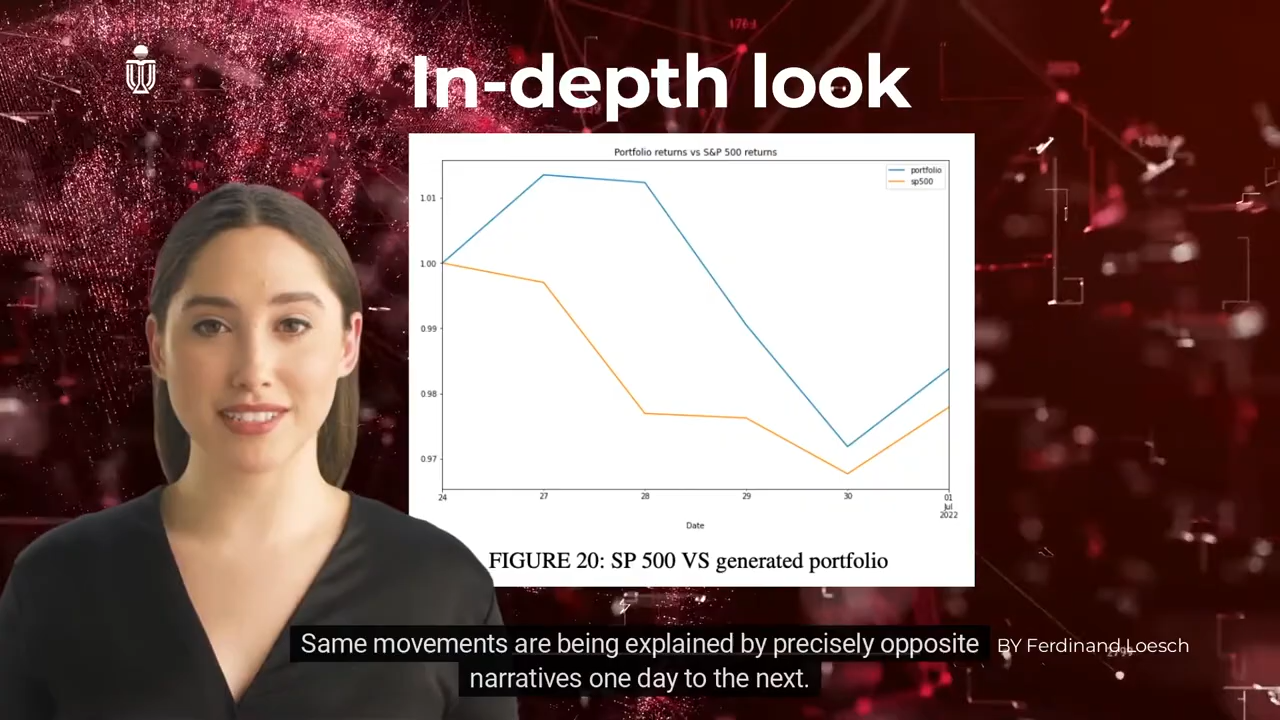 In-depth look
Portfolio returns vs S&P 500 returns
portfolio
sp500
1.01
1.00
0.99
0.98
0.97
24
27
28
29
30
01
Jul
2022
Date
FIGURE 20: SP 500 VS generated portfolio
Same movements are being explained by precisely opposite
narratives one day to the next.
BY Ferdinand Loesch